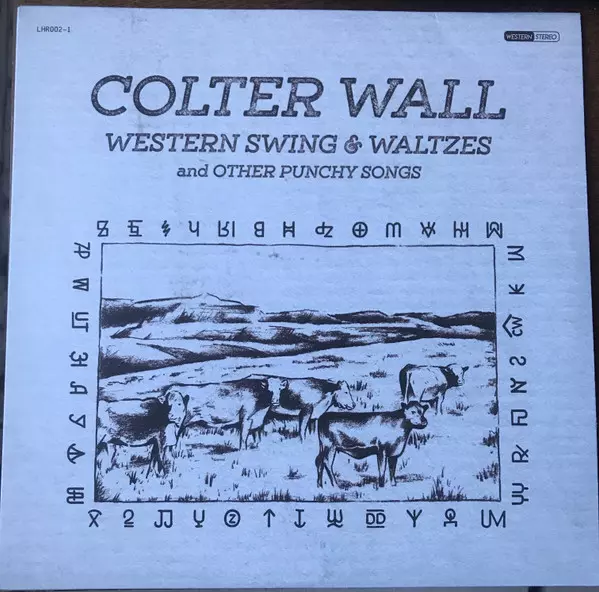 LHR002-1
WESTERN STEREO
COLTER WALL
WESTERN SWING & WALTZES
and OTHER PUNCHY SONGS